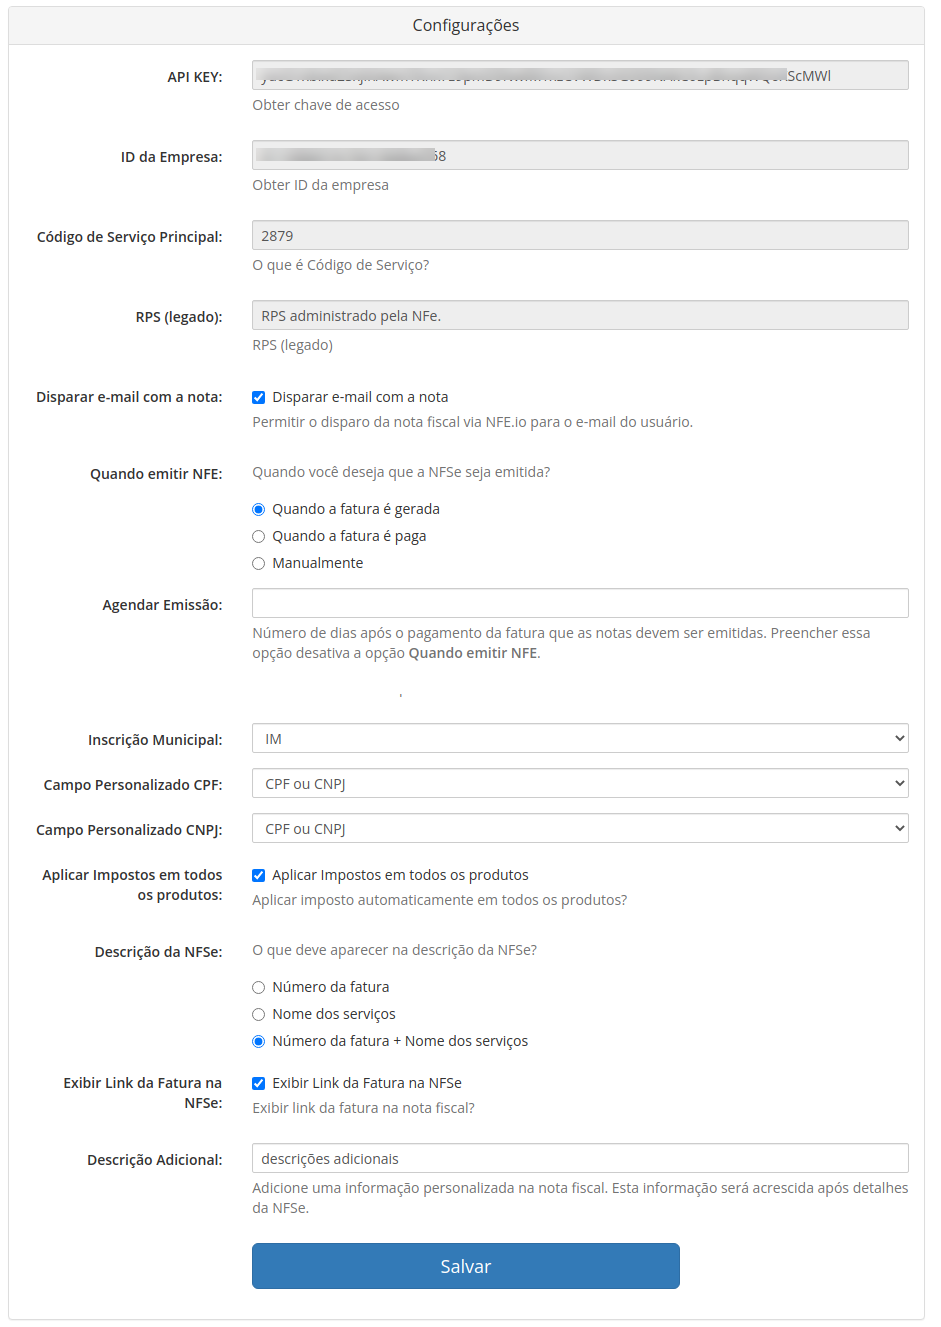 Configurações
API KEY:
ScMWl
Obter chave de acesso
ID da Empresa:
68
Obter ID da empresa
Código de Serviço Principal:
2879
O que é Código de Serviço?
RPS (legado):
RPS administrado pela NFe.
RPS (legado)
Disparar e-mail com a nota:
Disparar e-mail com a nota
Permitir o disparo da nota fiscal via NFE.io para o e-mail do usuário.
Quando emitir NFE:
Quando você deseja que a NFSe seja emitida?
Quando a fatura é gerada
Quando a fatura é paga
Manualmente
Agendar Emissão:
Número de dias após o pagamento da fatura que as notas devem ser emitidas. Preencher essa
opção desativa a opção Quando emitir NFE.
Inscrição Municipal:
IM
Campo Personalizado CPF:
CPF ou CNPJ
Campo Personalizado CNPJ:
CPF ou CNPJ
Aplicar Impostos em todos
os produtos:
Aplicar Impostos em todos os produtos
Aplicar imposto automaticamente em todos os produtos?
Descrição da NFSe:
O que deve aparecer na descrição da NFSe?
Número da fatura
Nome dos serviços
Número da fatura + Nome dos serviços
Exibir Link da Fatura na
NFSe:
Exibir Link da Fatura na NFSe
Exibir link da fatura na nota fiscal?
Descrição Adicional:
descrições adicionais
Adicione uma informação personalizada na nota fiscal. Esta informação será acrescida após detalhes
da NFSe.
Salvar